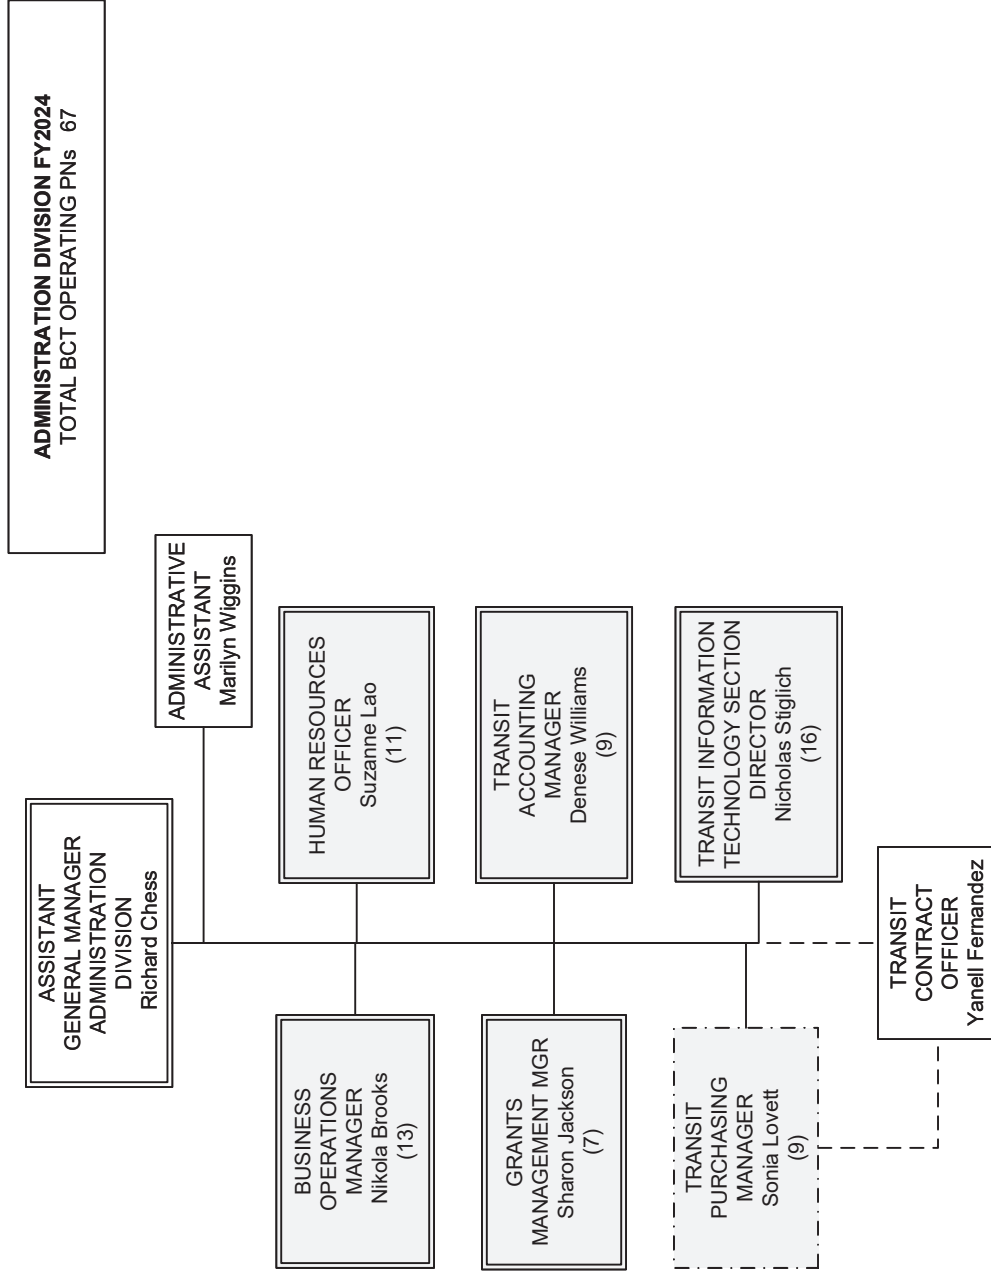 ADMINISTRATION DIVISION FY2024
TOTAL BCT OPERATING PNs 67
ASSISTANT
GENERAL MANAGER
ADMINISTRATION
DIVISION
Richard Chess
ADMINISTRATIVE
ASSISTANT
Marilyn Wiggins
BUSINESS
OPERATIONS
MANAGER
Nikola Brooks
(13)
HUMAN RESOURCES
OFFICER
Suzanne Lao
(11)
GRANTS
MANAGEMENT MGR
Sharon Jackson
(7)
TRANSIT
ACCOUNTING
MANAGER
Denese Williams
(9)
TRANSIT
PURCHASING
MANAGER
Sonia Lovett
(9)
TRANSIT INFORMATION
TECHNOLOGY SECTION
DIRECTOR
Nicholas Stiglich
(16)
TRANSIT
CONTRACT
OFFICER
Yanell Fernandez